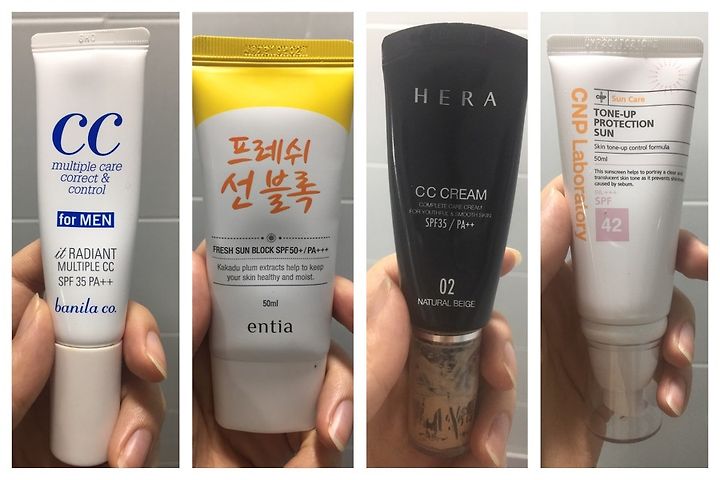 CC
multiple care
correct &
control
for MEN
it RADIANT
MULTIPLE CC
SPF 35 PA++
banila co.
프레쉬
선 블록
FRESH SUN BLOCK SPF50+/PA+++
Kakadu plum extracts help to keep
your skin healthy and moist.
50ml
entia
HERA
CC CREAM
COMPLETE CARE CREAM
FOR YOUTHFUL & SMOOTH SKIN
SPF35 / PA++
02
NATURAL BEIGE
CNP Laboratory
CNP
Sun Care
TONE-UP
PROTECTION
SUN
Skin tone-up control formula
50ml
This sunscreen helps to portray a clear and
translucent skin tone as it prevents
caused by sebum.
PA +++
SPF
42